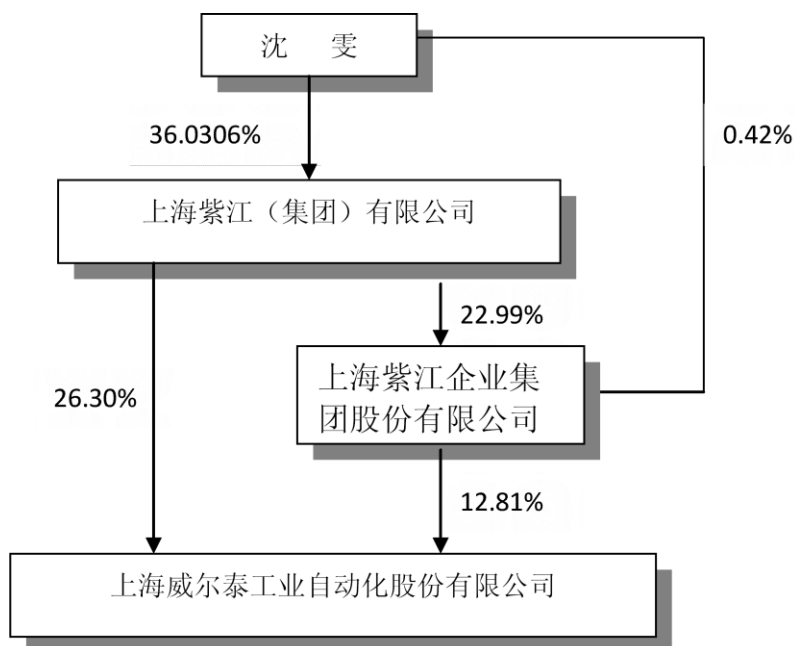 沈 雯
36.0306%
0.42%
上海紫江（集团）有限公司
22.99%
上海紫江企业集
团股份有限公司
26.30%
12.81%
上海威尔泰工业自动化股份有限公司